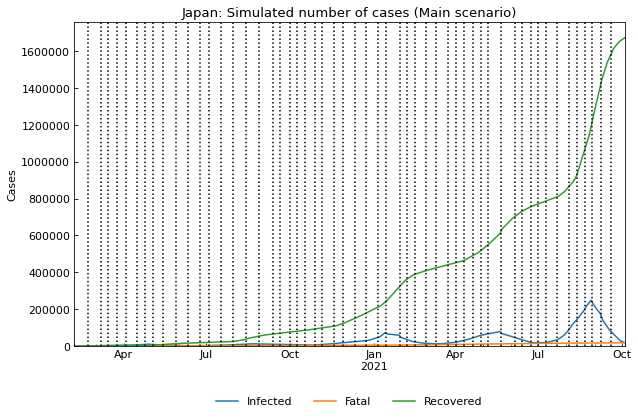 Japan: Simulated number of cases (Main scenario)
Cases
1600000
1400000
1200000
1000000
800000
600000
400000
200000
0
Apr Jul Oct Jan Apr Jul Oct
2021
Infected Fatal Recovered